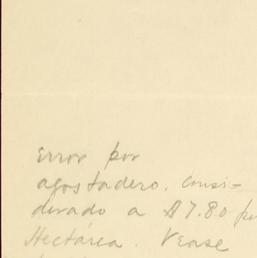 error por
agostadero. Consi-
derado a $7.80 por
Hectárea. Vease